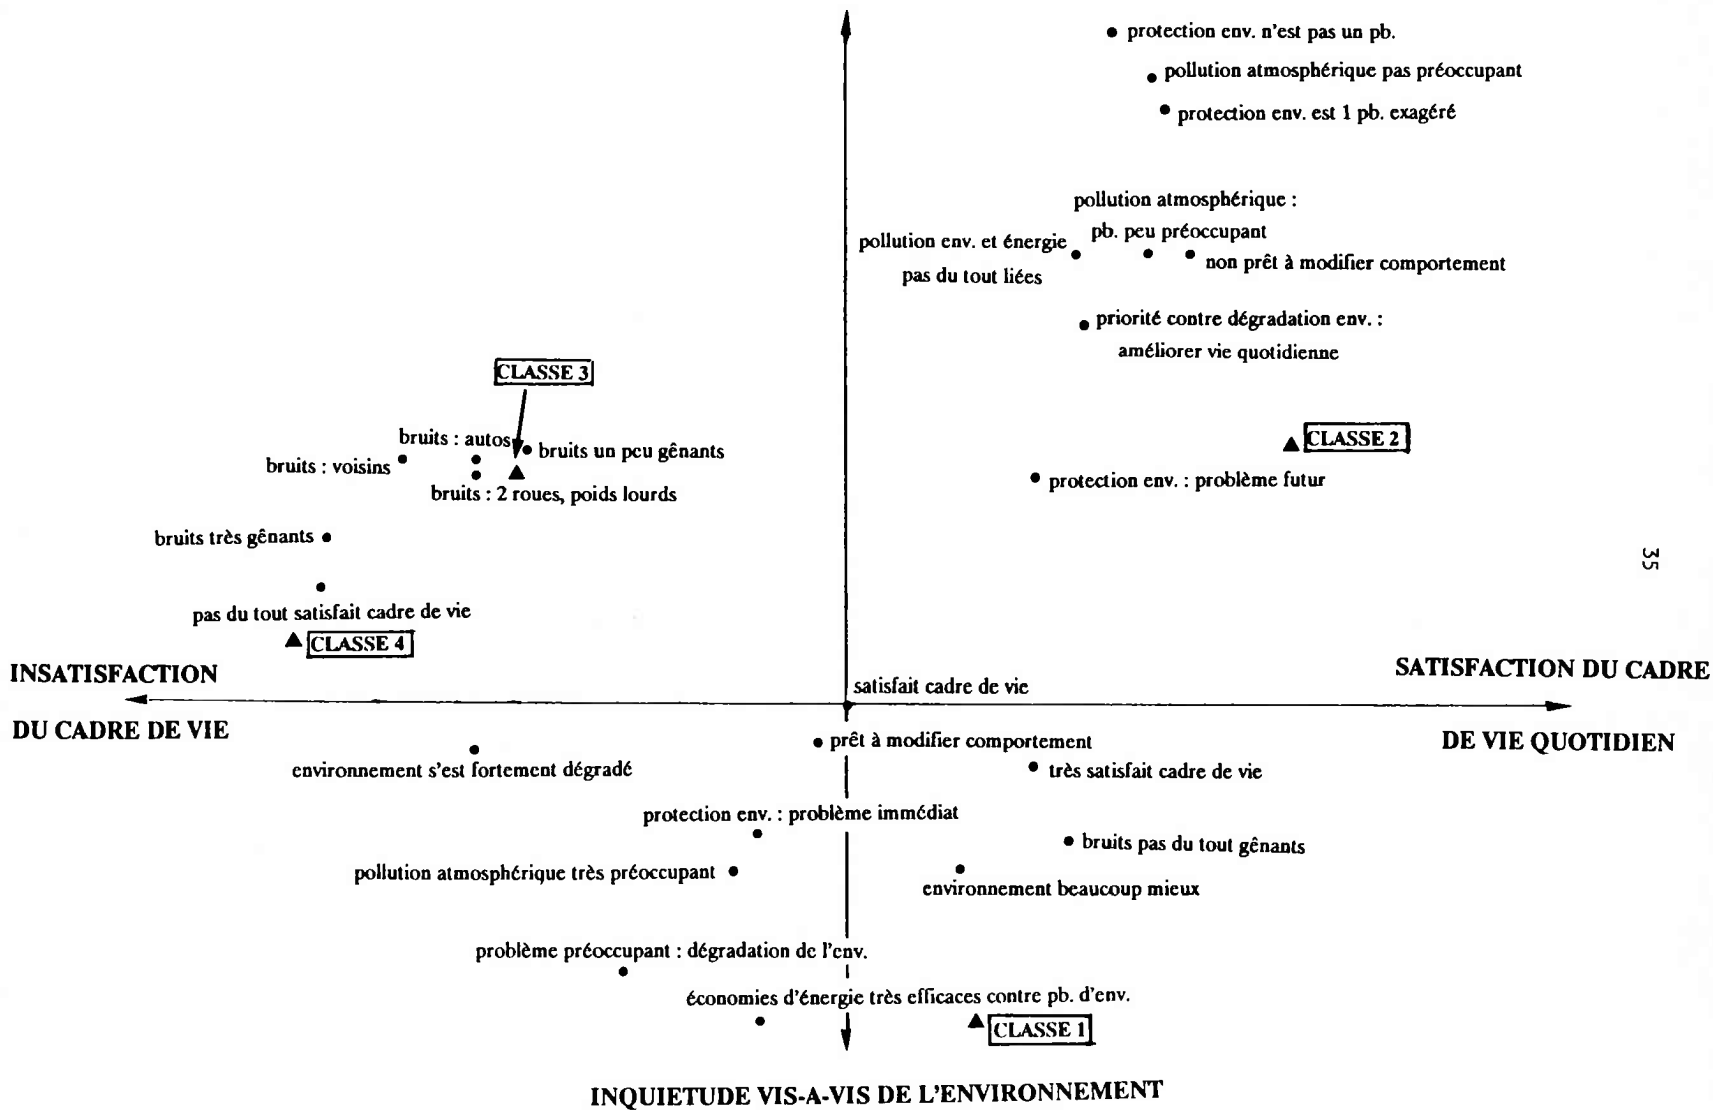 protection env. n'est pas un pb.
pollution atmosphérique pas préoccupant
protection env. est 1 pb. exagéré
pollution atmosphérique :
pb. peu préoccupant
pollution env. et énergie
pas du tout liées
non prêt à modifier comportement
priorité contre dégradation env. :
améliorer vie quotidienne
CLASSE 3
CLASSE 2
bruits : autos
bruits un peu gênants
bruits : voisins
bruits : 2 roues, poids lourds
protection env. : problème futur
bruits très gênants
35
pas du tout satisfait cadre de vie
CLASSE 4
INSATISFACTION
DU CADRE DE VIE
SATISFACTION DU CADRE
DE VIE QUOTIDIEN
satisfait cadre de vie
prêt à modifier comportement
environnement s'est fortement dégradé
très satisfait cadre de vie
protection env. : problème immédiat
bruits pas du tout gênants
pollution atmosphérique très préoccupant
environnement beaucoup mieux
problème préoccupant : dégradation de l'env.
économies d'énergie très efficaces contre pb. d'env.
CLASSE 1
INQUIETUDE VIS-A-VIS DE L'ENVIRONNEMENT